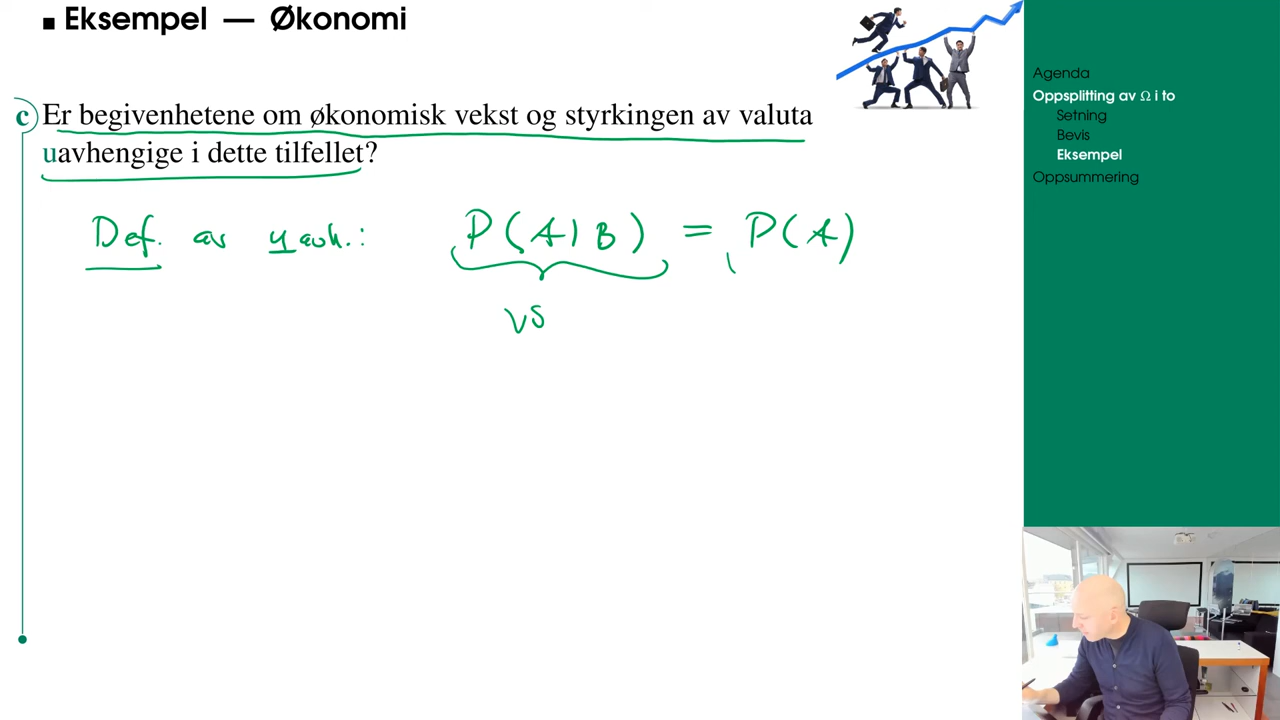 ▪ Eksempel — Økonomi
c Er begivenhetene om økonomisk vekst og styrkingen av valuta
uavhengige i dette tilfellet?
Def. av uavh.: P(A|B) = P(A)
VS
Agenda
Oppsplitting av Ω i to
Setning
Bevis
Eksempel
Oppsummering